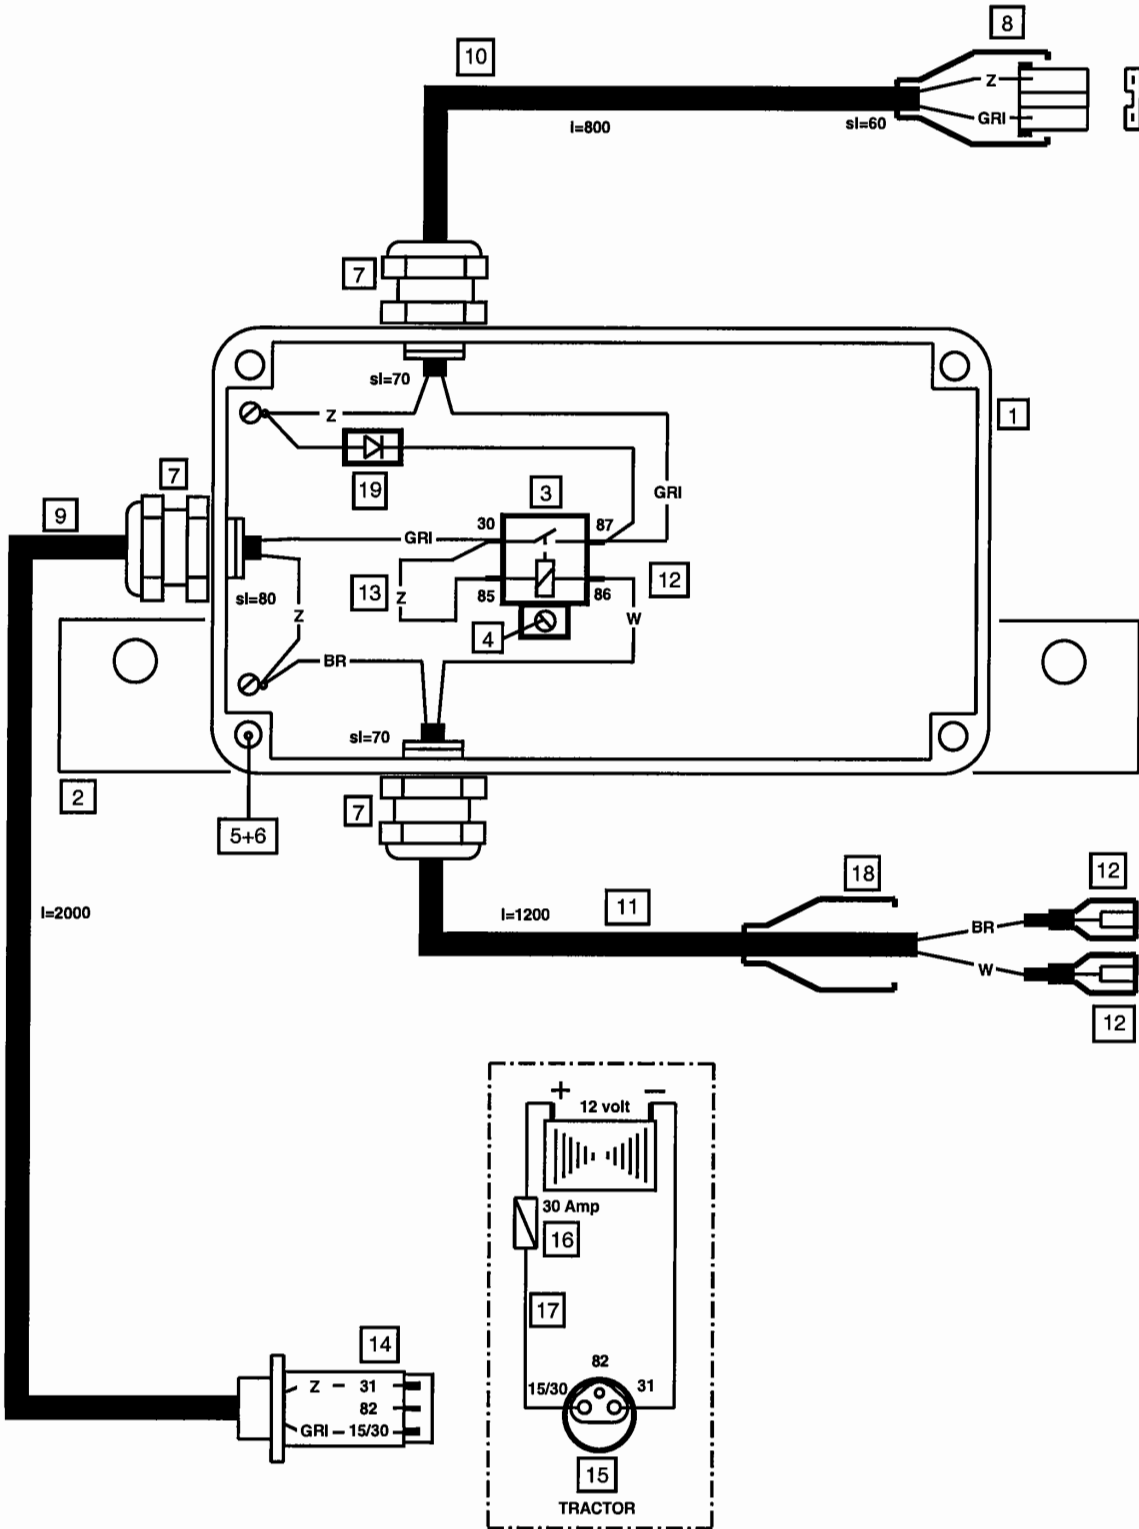 8
10
Z
GRI
l=800
sl=60
7
sl=70
Z
1
19
GRI
3
7
9
30
87
GRI
13
Z
85
86
12
sl=80
Z
W
4
BR
sl=70
2
5+6
7
18
12
l=2000
l=1200
11
BR
W
12
+
−
12 volt
30 Amp
16
17
14
82
15/30
31
Z – 31
82
GRI – 15/30
15
TRACTOR